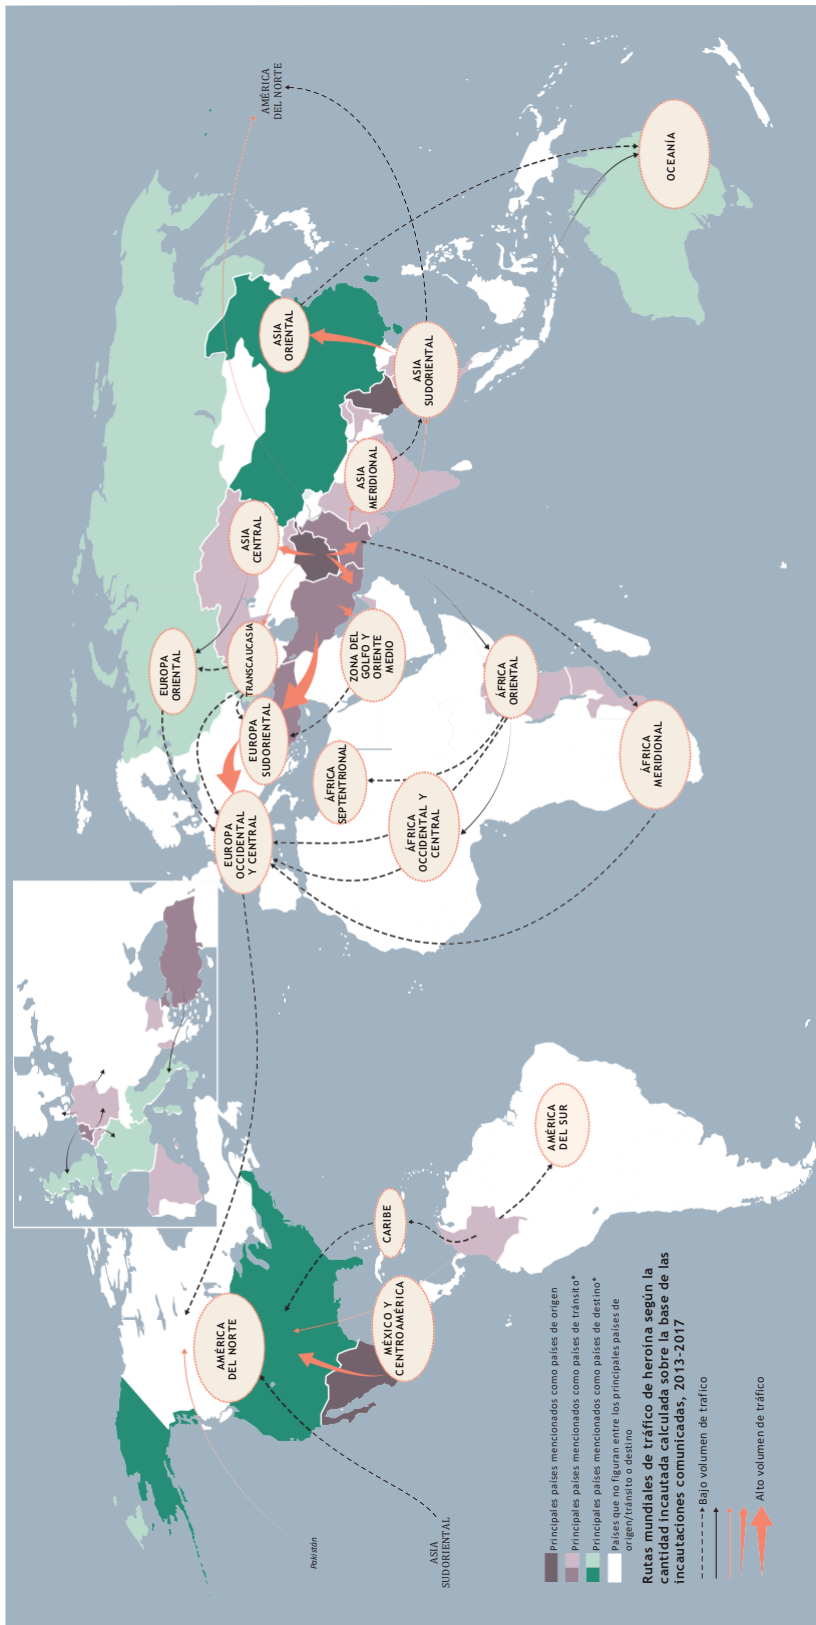 AMÉRICA
DEL NORTE
OCEANÍA
ASIA
ORIENTAL
ASIA
SUDORIENTAL
ASIA
MERIDIONAL
ASIA
CENTRAL
EUROPA
ORIENTAL
TRANSCAUCASIA
ZONA DEL
GOLFO Y
ORIENTE
MEDIO
EUROPA
SUDORIENTAL
ÁFRICA
ORIENTAL
ÁFRICA
MERIDIONAL
ÁFRICA
SEPTENTRIONAL
ÁFRICA
OCCIDENTAL Y
CENTRAL
EUROPA
OCCIDENTAL
Y CENTRAL
AMÉRICA
DEL SUR
CARIBE
MÉXICO Y
CENTROAMÉRICA
AMÉRICA
DEL NORTE
Pakistán
ASIA
SUDORIENTAL
Principales países mencionados como países de origen
Principales países mencionados como países de tránsito*
Principales países mencionados como países de destino*
Países que no figuran entre los principales países de
origen/tránsito o destino
Rutas mundiales de tráfico de heroína según la
cantidad incautada calculada sobre la base de las
incautaciones comunicadas, 2013-2017
Bajo volumen de trafico
Alto volumen de tráfico